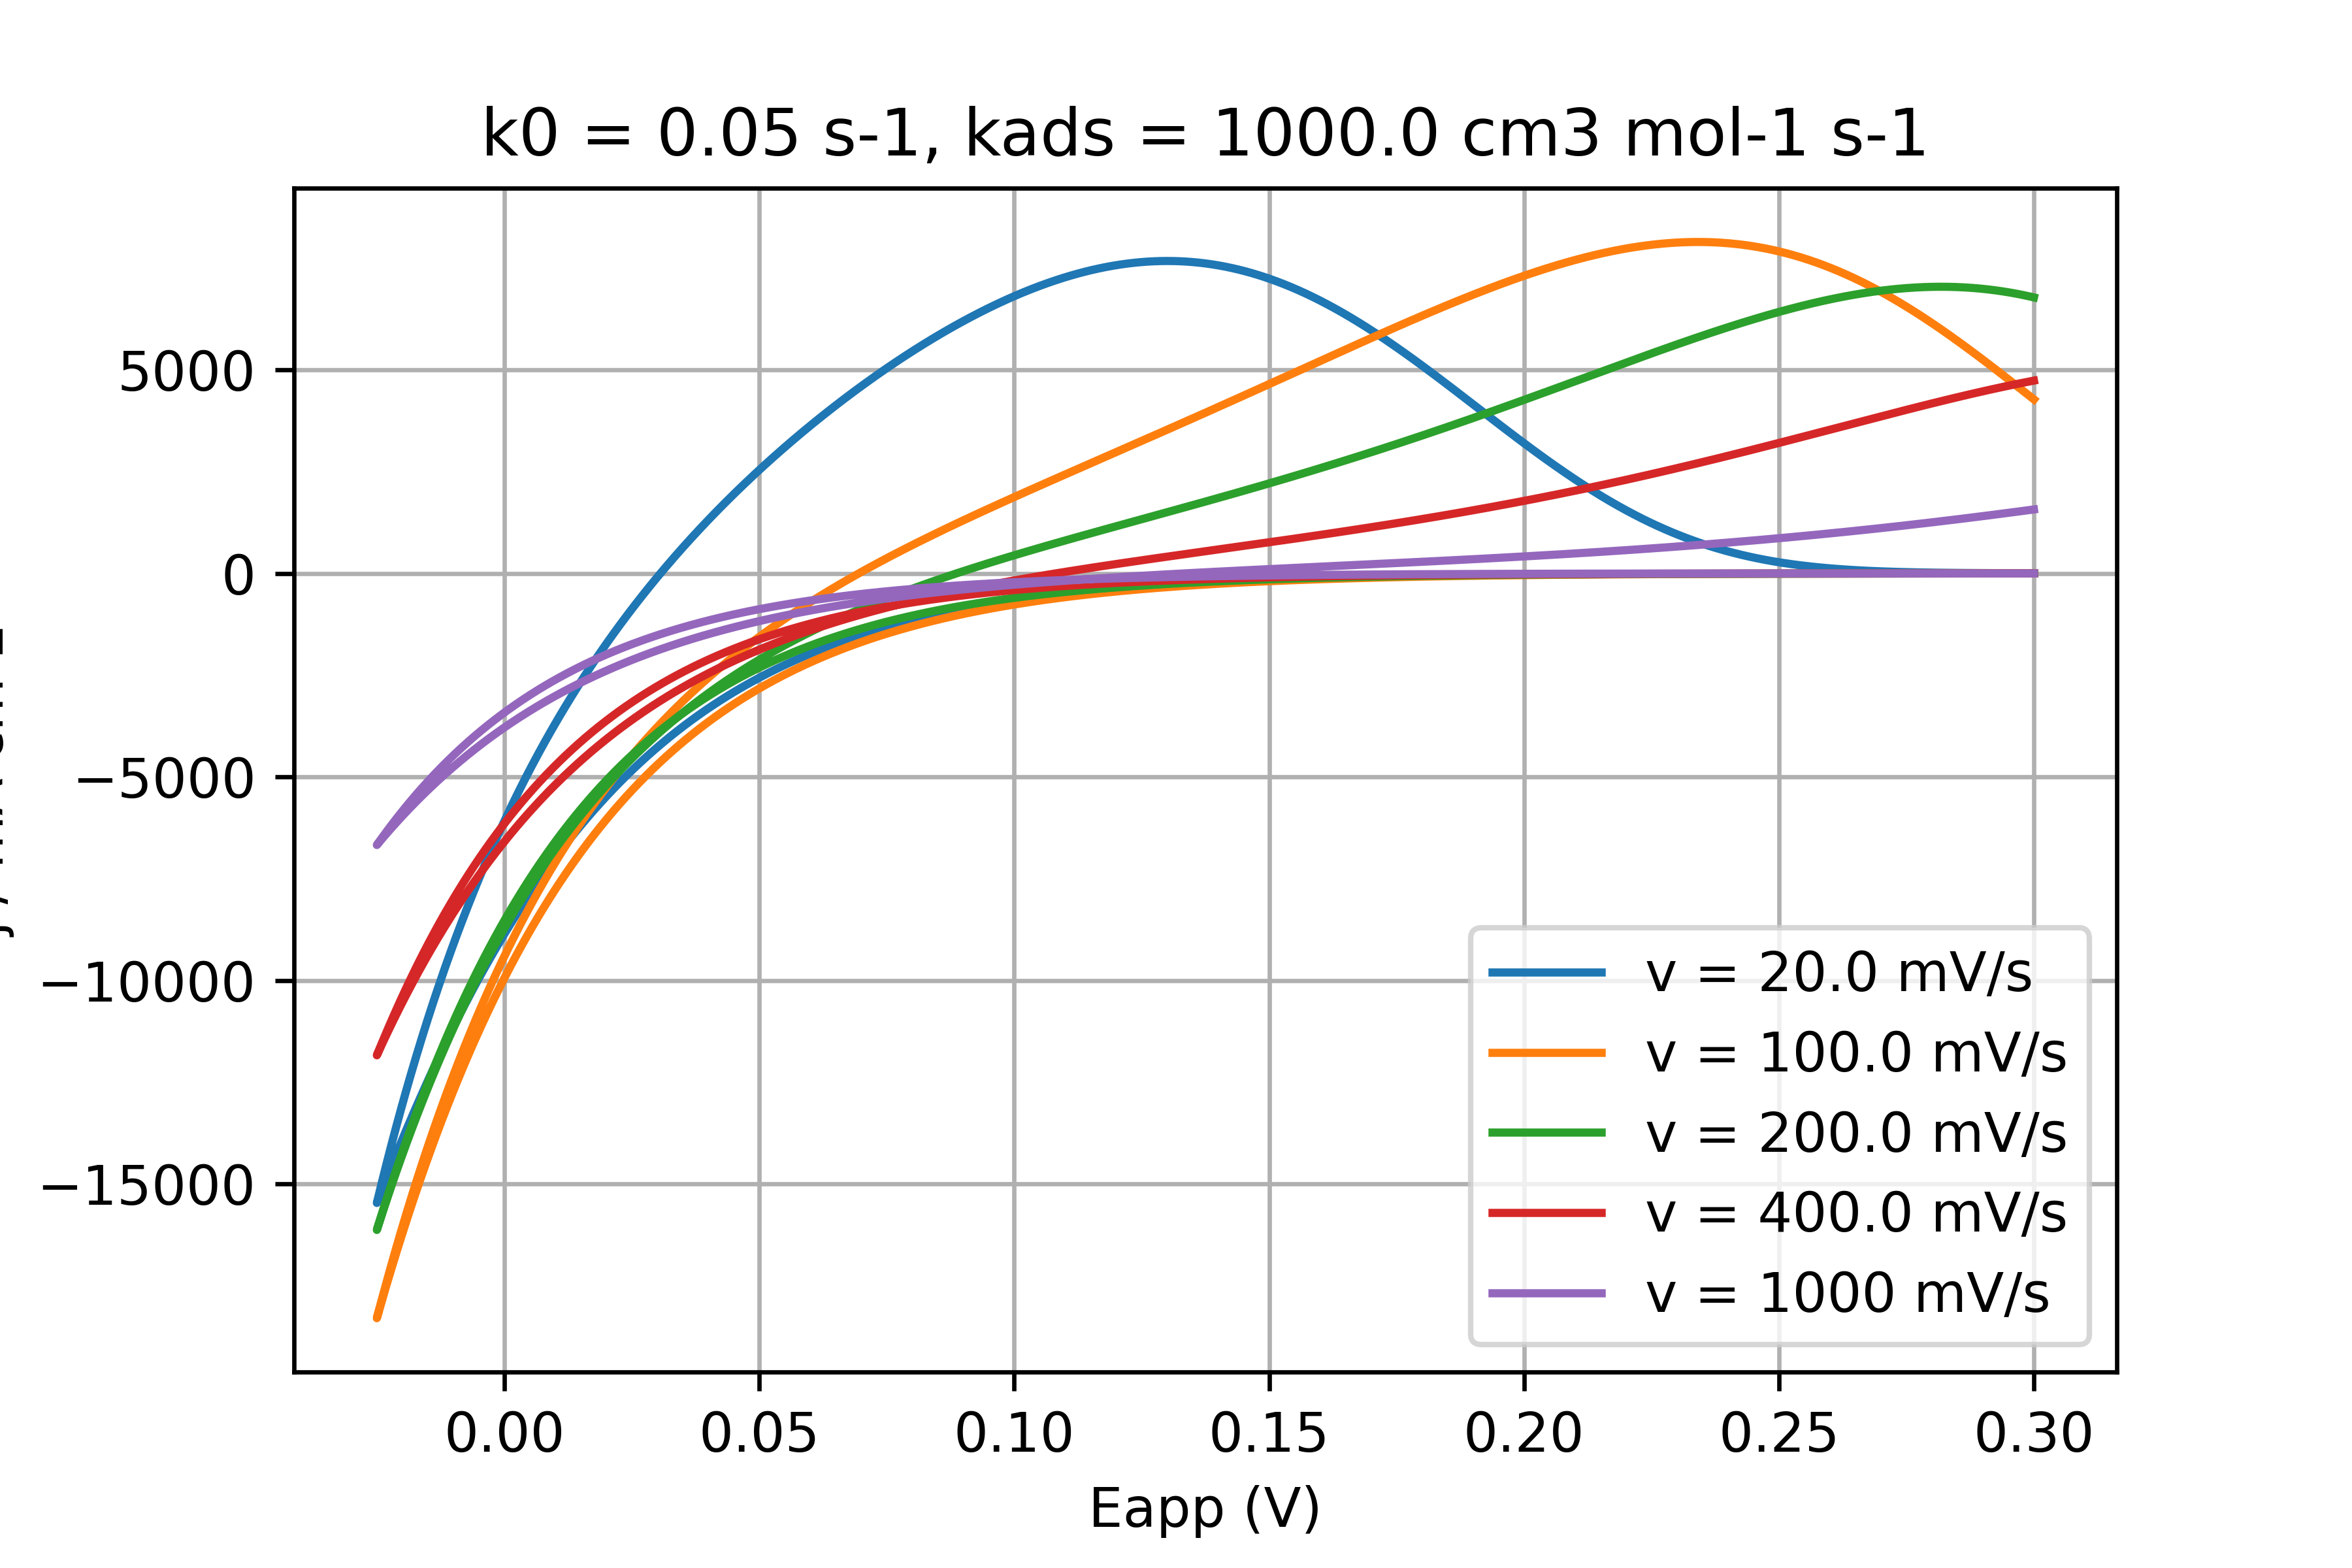 k0 = 0.05 s-1, kads = 1000.0 cm3 mol-1 s-1
5000
0
−5000
−10000
−15000
v = 20.0 mV/s
v = 100.0 mV/s
v = 200.0 mV/s
v = 400.0 mV/s
v = 1000 mV/s
0.00 0.05 0.10 0.15 0.20 0.25 0.30
Eapp (V)